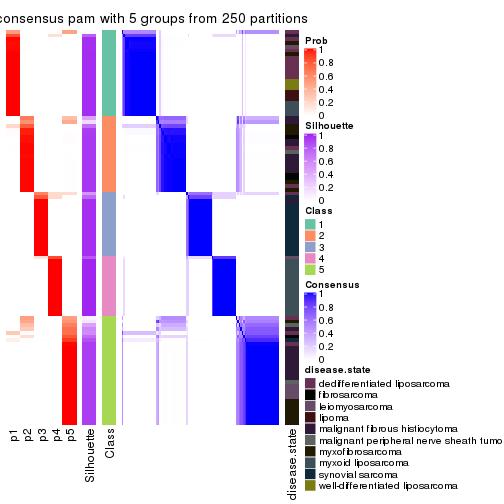 consensus pam with 5 groups from 250 partitions
Prob
1
0.8
0.6
0.4
0.2
0
Silhouette
1
0.8
0.6
0.4
0.2
0
Class
1
2
3
4
5
Consensus
1
0.8
0.6
0.4
0.2
0
disease.state
dedifferentiated liposarcoma
fibrosarcoma
leiomyosarcoma
lipoma
malignant fibrous histiocytoma
malignant peripheral nerve sheath tumo
myxofibrosarcoma
myxoid liposarcoma
synovial sarcoma
well-differentiated liposarcoma
p1
p2
p3
p4
p5
Silhouette
Class
disease.state